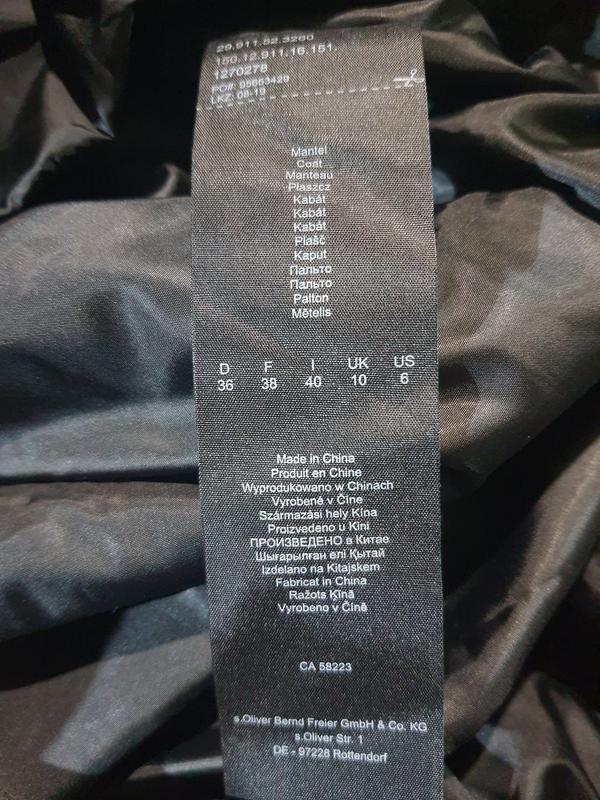 29.911.52.3260
150.12.911.16.151.
1270278
PO#: 95663429
LKZ: 08-19
Mantel
Coat
Manteau
Płaszcz
Kabát
Kabát
Kabát
Plašč
Kaput
Пальто
Пальто
Palton
Mētelis
D F I UK US
36 38 40 10 6
Made in China
Produit en Chine
Wyprodukowano w Chinach
Vyrobené v Číne
Származási hely Kína
Proizvedeno u Kini
ПРОИЗВЕДЕНО в Китае
Шығарылған елі Қытай
Izdelano na Kitajskem
Fabricat in China
Ražots Ķīnā
Vyrobeno v Číně
CA 58223
s.Oliver Bernd Freier GmbH & Co. KG
s.Oliver Str. 1
DE - 97228 Rottendorf